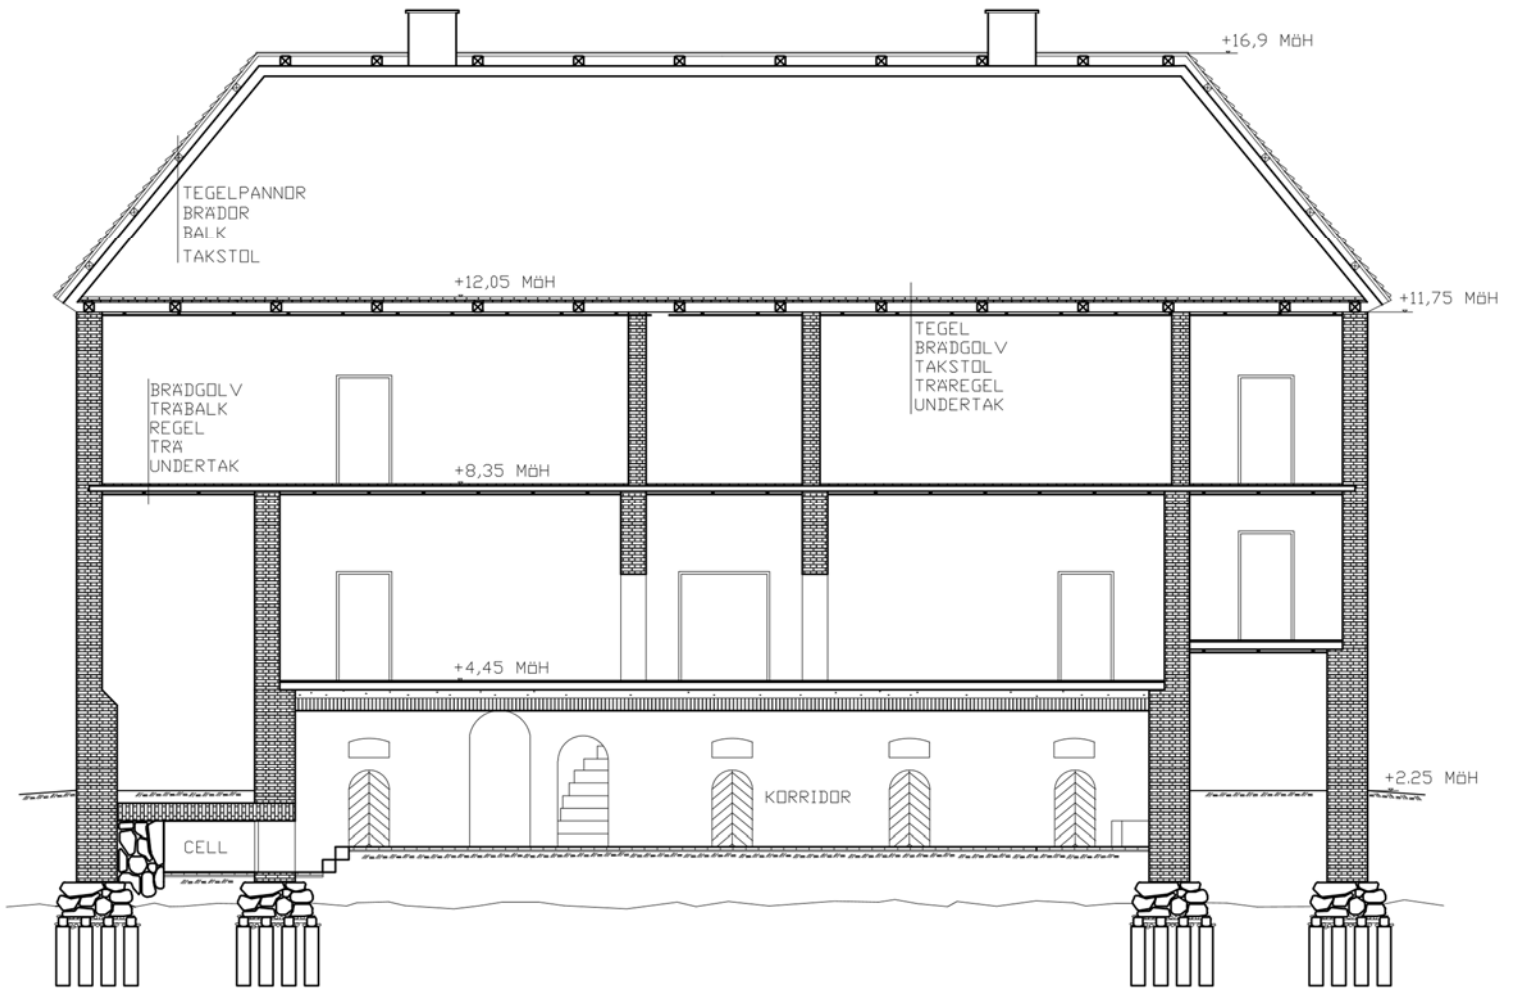 +16,9 MöH
TEGELPANNOR
BRÄDOR
BALK
TAKSTOL
+12,05 MöH
+11,75 MöH
TEGEL
BRÄDGOLV
TAKSTOL
TRÄREGEL
UNDERTAK
BRÄDGOLV
TRÄBALK
REGEL
TRÄ
UNDERTAK
+8,35 MöH
+4,45 MöH
+2.25 MöH
KORRIDOR
CELL